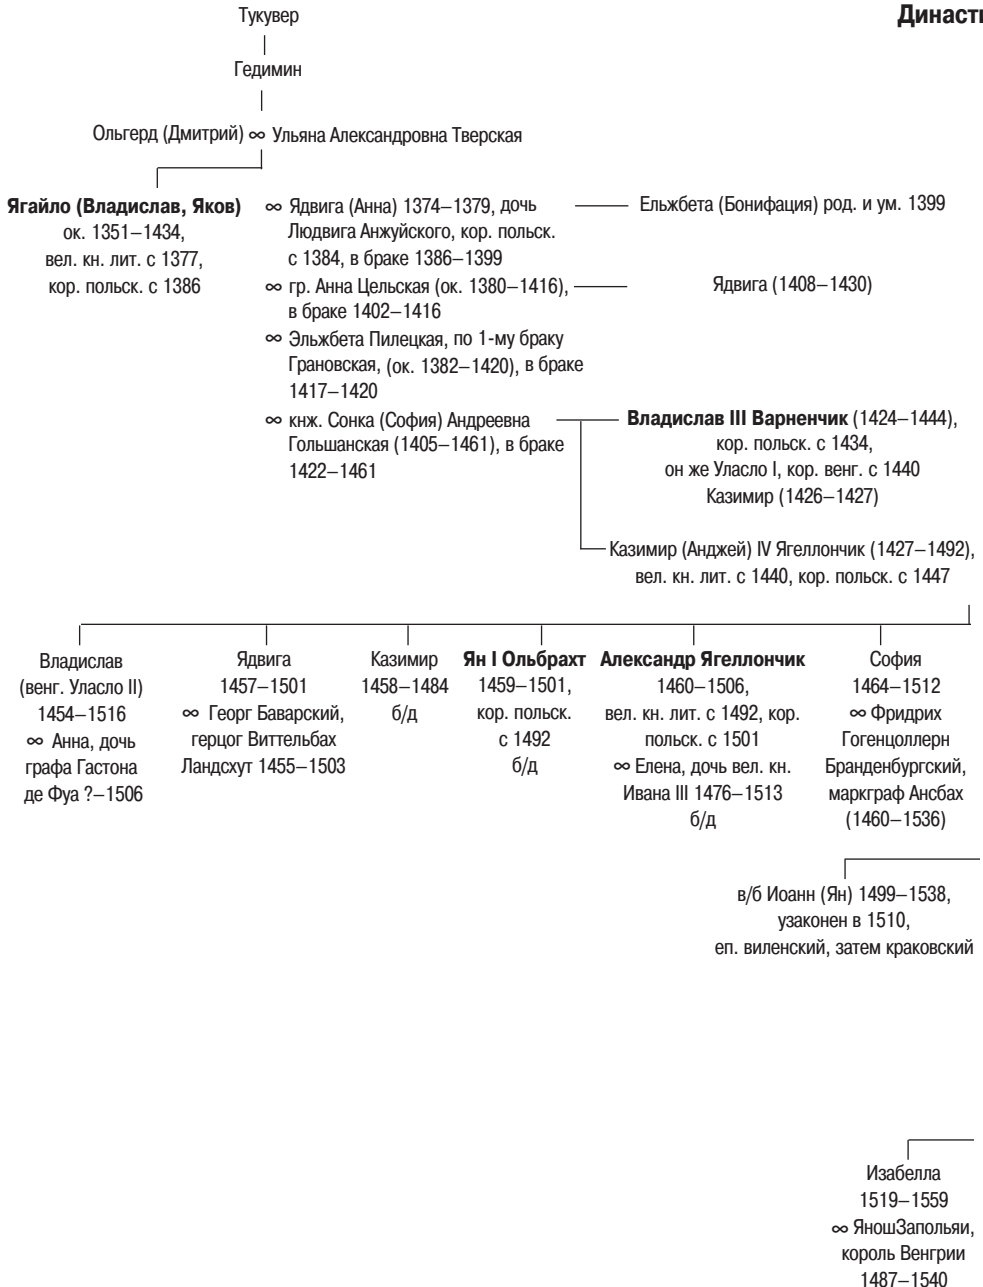 Династи
Тукувер
Гедимин
Ольгерд (Дмитрий) ∞ Ульяна Александровна Тверская
Ягайло (Владислав, Яков)
ок. 1351–1434,
вел. кн. лит. с 1377,
кор. польск. с 1386
∞ Ядвига (Анна) 1374–1379, дочь
Людвига Анжуйского, кор. польск.
с 1384, в браке 1386–1399
Ельжбета (Бонифация) род. и ум. 1399
∞ гр. Анна Цельская (ок. 1380–1416),
в браке 1402–1416
Ядвига (1408–1430)
∞ Эльжбета Пилецкая, по 1-му браку
Грановская, (ок. 1382–1420), в браке
1417–1420
∞ кнж. Сонка (София) Андреевна
Гольшанская (1405–1461), в браке
1422–1461
Владислав III Варненчик (1424–1444),
кор. польск. с 1434,
он же Уласло I, кор. венг. с 1440
Казимир (1426–1427)
Казимир (Анджей) IV Ягеллончик (1427–1492),
вел. кн. лит. с 1440, кор. польск. с 1447
Владислав
(венг. Уласло II)
1454–1516
∞ Анна, дочь
графа Гастона
де Фуа ?–1506
Ядвига
1457–1501
∞ Георг Баварский,
герцог Виттельбах
Ландсхут 1455–1503
Казимир
1458–1484
б/д
Ян I Ольбрахт
1459–1501,
кор. польск.
с 1492
б/д
Александр Ягеллончик
1460–1506,
вел. кн. лит. с 1492, кор.
польск. с 1501
∞ Елена, дочь вел. кн.
Ивана III 1476–1513
б/д
София
1464–1512
∞ Фридрих
Гогенцоллерн
Бранденбургский,
маркграф Ансбах
(1460–1536)
в/б Иоанн (Ян) 1499–1538,
узаконен в 1510,
еп. виленский, затем краковский
Изабелла
1519–1559
∞ ЯношЗапольяи,
король Венгрии
1487–1540